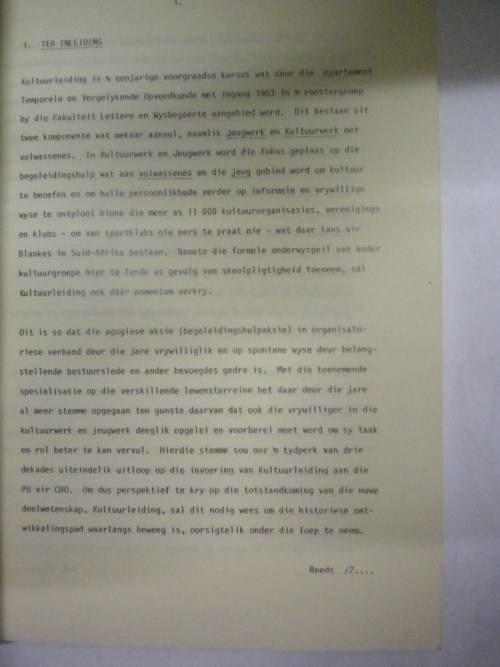 1.
1. TER INLEIDING
Kultuurleiding is 'n eenjarige voorgraadse kursus wat deur die
Temporele en Vergelykende Opvoedkunde met ingang 1983 in 'n roostergroep
by die Fakulteit Lettere en Wysbegeerte aangebied word. Dit bestaan uit
twee komponente wat mekaar aanvul, naamlik Jeugwerk en Kultuurwerk met
volwassenes. In Kultuurwerk en Jeugwerk word die fokus geplaas op die
begeleidingshulp wat aan volwassenes en die jeug gebied word om kultuur
te beoefen en om hulle persoonlikhede verder op informele en vrywillige
wyse te ontplooi binne die meer as 11 000 kultuurorganisasies, verenigings
en klubs - om van sportklubs nie eers te praat nie - wat daar tans vir
Blankes in Suid-Afrika bestaan. Namate die formele onderwyspeil van ander
kultuurgroepe hier te lande as gevolg van skoolpligtigheid toeneem, sal
Kultuurleiding ook dáár momentum verkry.
Dit is so dat die agogiese aksie (begeleidingshulpaksie) in organisato-
riese verband deur die jare vrywilliglik en op spontane wyse deur belang-
stellende bestuurslede en ander bevoegdes gedra is. Met die toenemende
spesialisasie op die verskillende lewensterreine het daar deur die jare
al meer stemme opgegaan ten gunste daarvan dat ook die vrywilliger in die
kultuurwerk en jeugwerk deeglik opgelei en voorberei moet word om sy taak
en rol beter te kan vervul. Hierdie stemme sou oor 'n tydperk van drie
dekades uiteindelik uitloop op die invoering van Kultuurleiding aan die
PU vir CHO. Om dus perspektief te kry op die totstandkoming van die nuwe
deelwetenskap, Kultuurleiding, sal dit nodig wees om die historiese ont-
wikkelingspad waarlangs beweeg is, oorsigtelik onder die loep te neem.
Reeds /2....